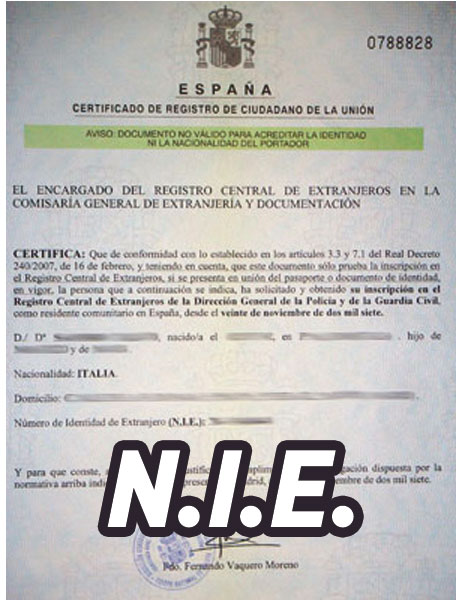 0788828
ESPAÑA
CERTIFICADO DE REGISTRO DE CIUDADANO DE LA UNIÓN
AVISO: DOCUMENTO NO VÁLIDO PARA ACREDITAR LA IDENTIDAD
NI LA NACIONALIDAD DEL PORTADOR
EL ENCARGADO DEL REGISTRO CENTRAL DE EXTRANJEROS EN LA
COMISARÍA GENERAL DE EXTRANJERÍA Y DOCUMENTACIÓN
CERTIFICA: Que de conformidad con lo establecido en los artículos 3.3 y 7.1 del Real Decreto
240/2007, de 16 de febrero, y teniendo en cuenta, que este documento sólo prueba la inscripción en
el Registro Central de Extranjeros, si se presenta en unión del pasaporte o documento de identidad,
en vigor, la persona que a continuación se indica, ha solicitado y obtenido su inscripción en el
Registro Central de Extranjeros de la Dirección General de la Policía y de la Guardia Civil,
como residente comunitario en España, desde el veinte de noviembre de dos mil siete.
D./ Dª , nacido/a el , en , hijo de
y de .
Nacionalidad: ITALIA.
Domicilio:
Número de Identidad de Extranjero (N.I.E.):
Y para que conste, a dispuesta por la
normativa arriba de dos mil siete.
N.I.E.
Fdo. Fernando Vaquero Moreno